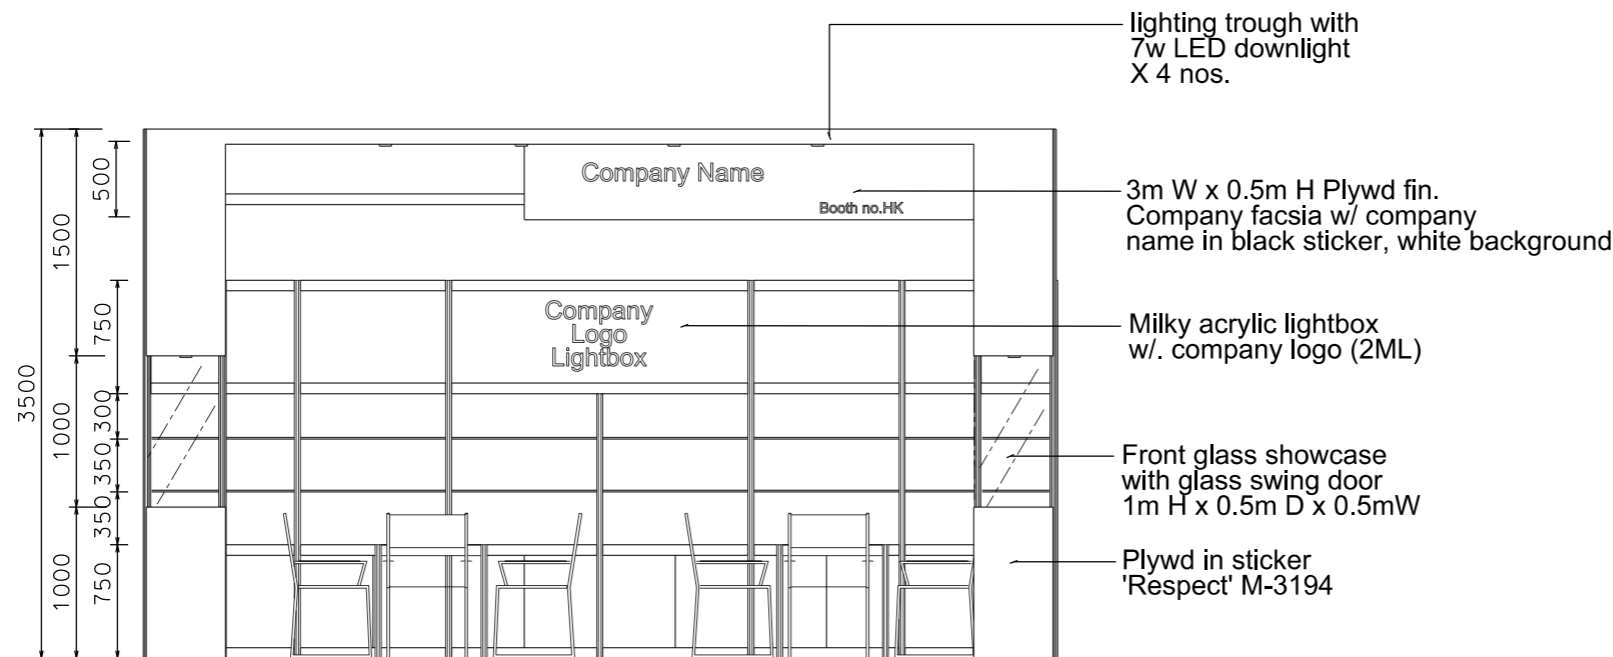 lighting trough with
7w LED downlight
X 4 nos.
Company Name
Booth no.HK
3m W x 0.5m H Plywd fin.
Company facsia w/ company
name in black sticker, white background
Company
Logo
Lightbox
Milky acrylic lightbox
w/. company logo (2ML)
Front glass showcase
with glass swing door
1m H x 0.5m D x 0.5mW
Plywd in sticker
'Respect' M-3194
3500
1500
1000
1000
500
750
300
350
350
750